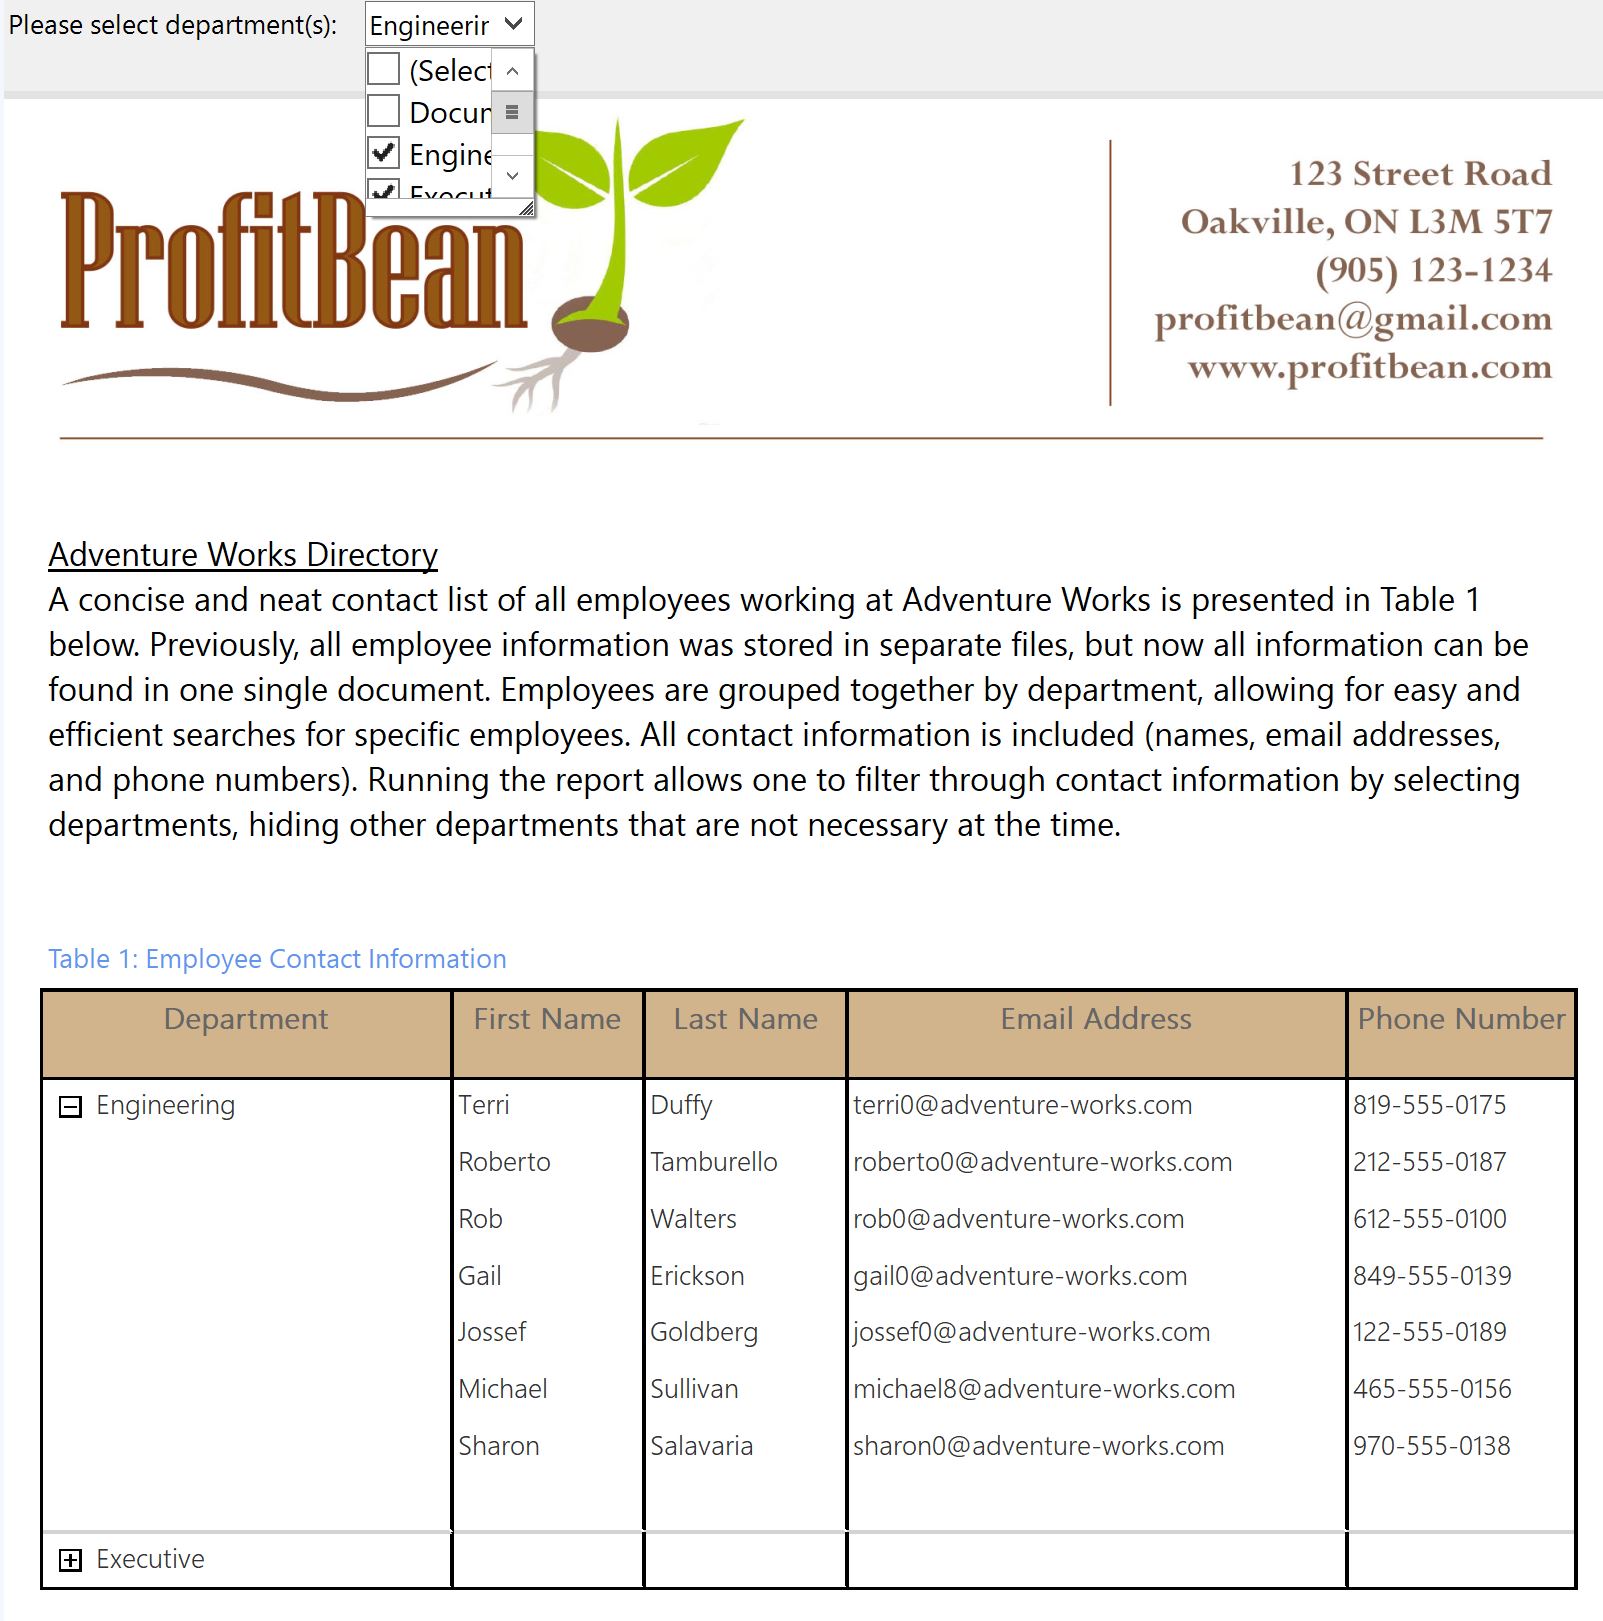 Please select department(s):
Engineerin
(Select
Docum
Engine
Execut
ProfitBean
123 Street Road
Oakville, ON L3M 5T7
(905) 123-1234
profitbean@gmail.com
www.profitbean.com
Adventure Works Directory
A concise and neat contact list of all employees working at Adventure Works is presented in Table 1
below. Previously, all employee information was stored in separate files, but now all information can be
found in one single document. Employees are grouped together by department, allowing for easy and
efficient searches for specific employees. All contact information is included (names, email addresses,
and phone numbers). Running the report allows one to filter through contact information by selecting
departments, hiding other departments that are not necessary at the time.
Table 1: Employee Contact Information
Department First Name Last Name Email Address Phone Number
Engineering Terri Duffy terri0@adventure-works.com 819-555-0175
Roberto Tamburello roberto0@adventure-works.com 212-555-0187
Rob Walters rob0@adventure-works.com 612-555-0100
Gail Erickson gail0@adventure-works.com 849-555-0139
Jossef Goldberg jossef0@adventure-works.com 122-555-0189
Michael Sullivan michael8@adventure-works.com 465-555-0156
Sharon Salavaria sharon0@adventure-works.com 970-555-0138
Executive